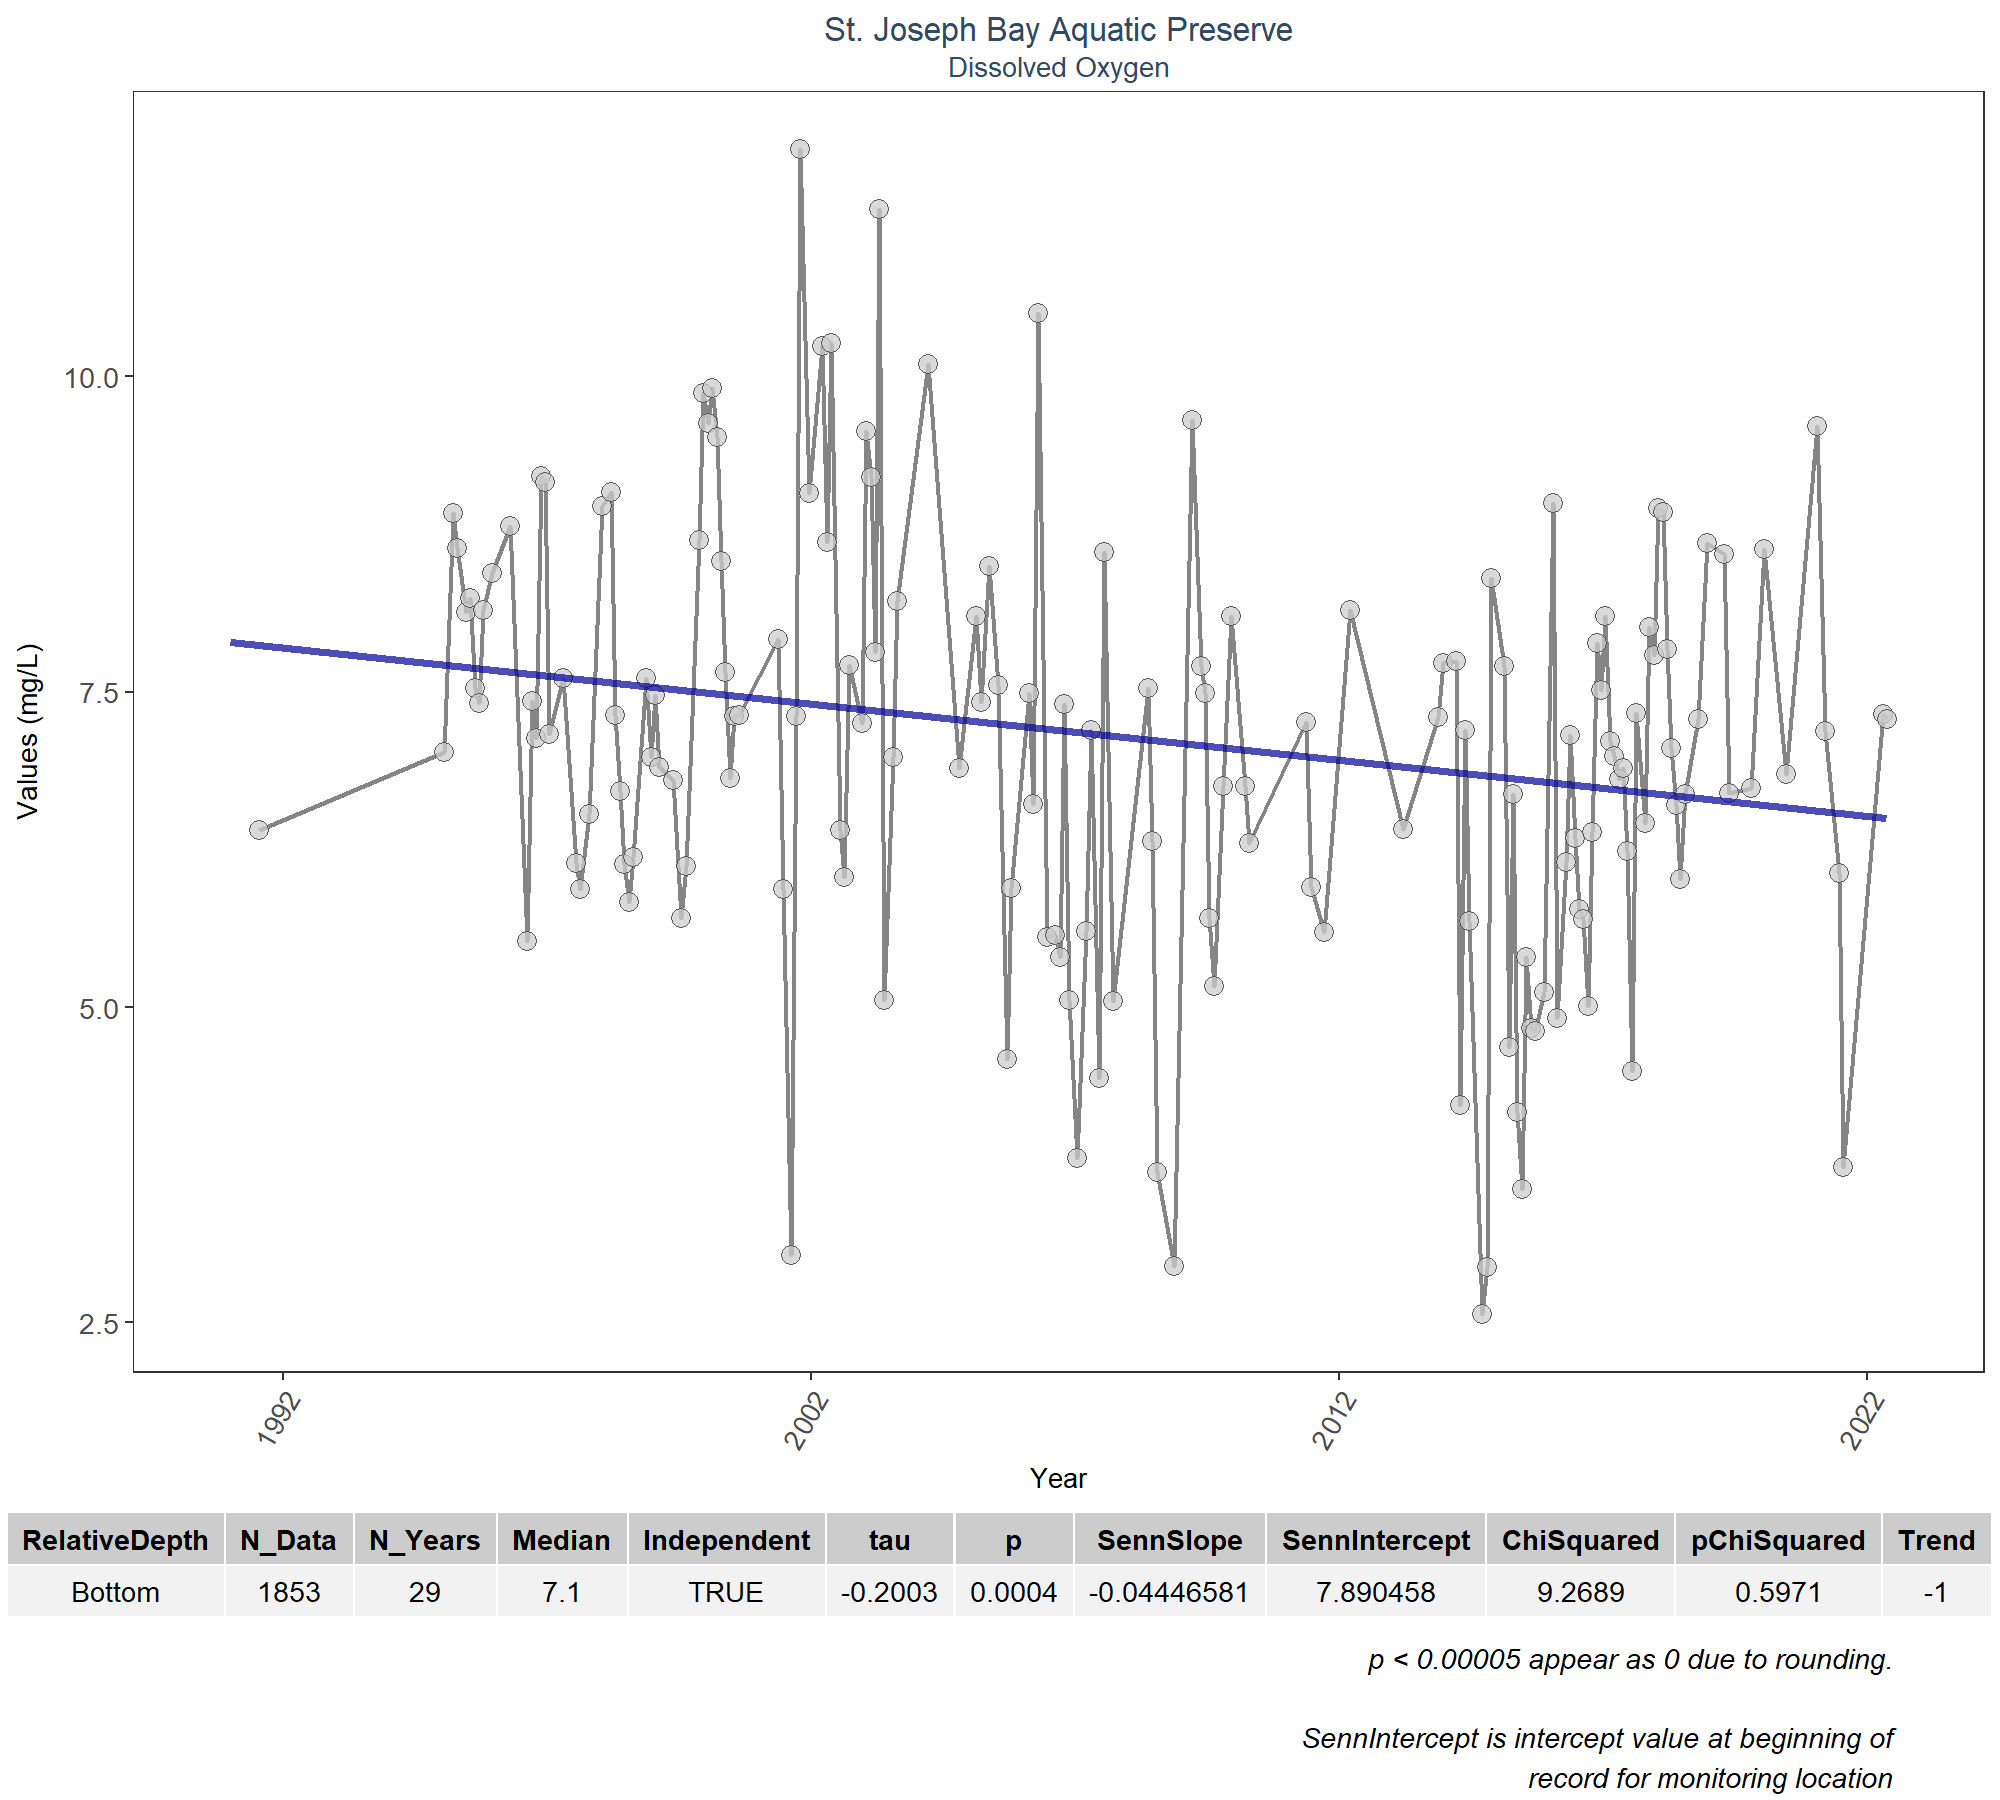 St. Joseph Bay Aquatic Preserve
Dissolved Oxygen
Values (mg/L)
10.0
7.5
5.0
2.5
1992 2002 2012 2022
Year
RelativeDepth N_Data N_Years Median Independent tau p SennSlope SennIntercept ChiSquared pChiSquared Trend
Bottom 1853 29 7.1 TRUE -0.2003 0.0004 -0.04446581 7.890458 9.2689 0.5971 -1
p < 0.00005 appear as 0 due to rounding.
SennIntercept is intercept value at beginning of
record for monitoring location